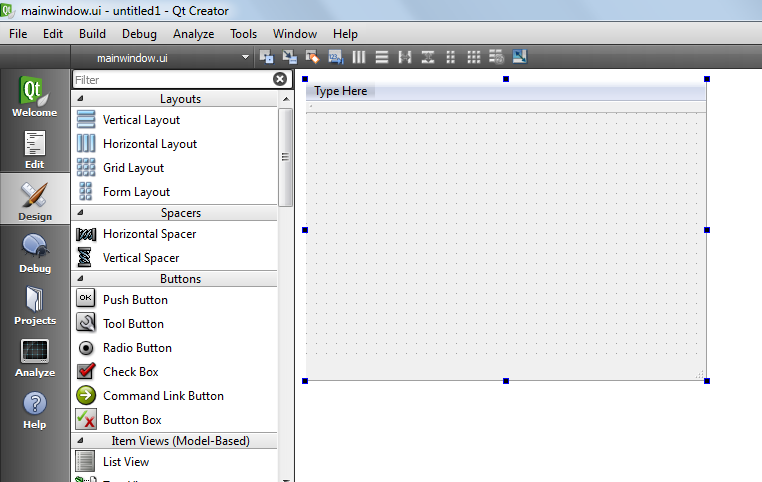 mainwindow.ui - untitled1 - Qt Creator
File Edit Build Debug Analyze Tools Window Help
mainwindow.ui
Filter
Type Here
Qt
Welcome
Edit
Design
Debug
Projects
Analyze
Help
Layouts
Vertical Layout
Horizontal Layout
Grid Layout
Form Layout
Spacers
Horizontal Spacer
Vertical Spacer
Buttons
OK
Push Button
Tool Button
Radio Button
Check Box
Command Link Button
Button Box
Item Views (Model-Based)
List View